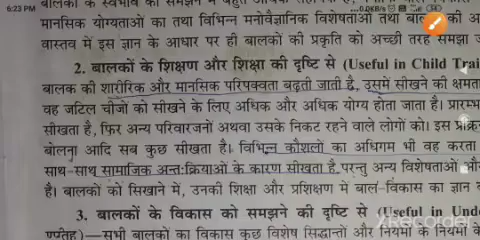 6:23 PM
बालकों के स्वभाव को समझने में बहुत
मानसिक योग्यताओं का तथा विभिन्न मनोवैज्ञानिक विशेषताओं तथा बाल
वास्तव में इस ज्ञान के आधार पर ही बालकों की प्रकृति को अच्छी तरह समझा
2. बालकों के शिक्षण और शिक्षा की दृष्टि से (Useful in Child Trai
बालक की शारीरिक और मानसिक परिपक्वता बढ़ती जाती है, उसमें सीखने की क्षमता
वह जटिल चीजों को सीखने के लिए अधिक और अधिक योग्य होता जाता है। प्रारम्भ
सीखता है, फिर अन्य परिवारजनों अथवा उसके निकट रहने वाले लोगों को। इस प्रक्रि
बोलना आदि सब कुछ सीखता है। विभिन्न कौशलों का अधिगम भी वह करता
साथ-साथ सामाजिक अन्तःक्रियाओं के कारण सीखता है, परन्तु अन्य विशेषताओं
है। बालकों को सिखाने में, उनकी शिक्षा और प्रशिक्षण में बाल-विकास का ज्ञान
3. बालकों के विकास को समझने की दृष्टि से (Useful in Unde
सभी बालकों का विकास कुछ विशेष सिद्धान्तों और नियमों के